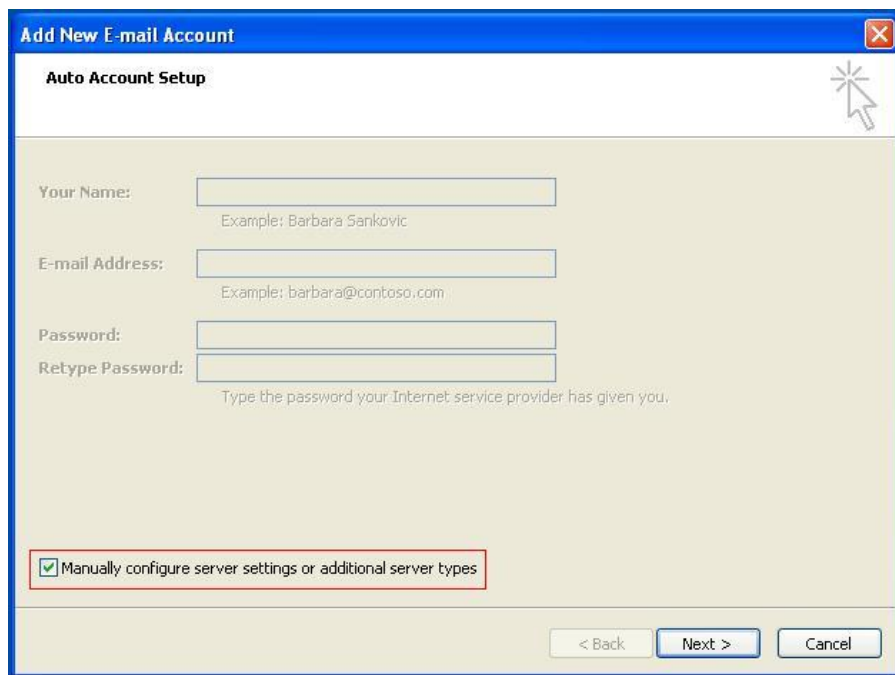 Add New E-mail Account
Auto Account Setup
Your Name:
Example: Barbara Sankovic
E-mail Address:
Example: barbara@contoso.com
Password:
Retype Password:
Type the password your Internet service provider has given you.
Manually configure server settings or additional server types
< Back Next > Cancel